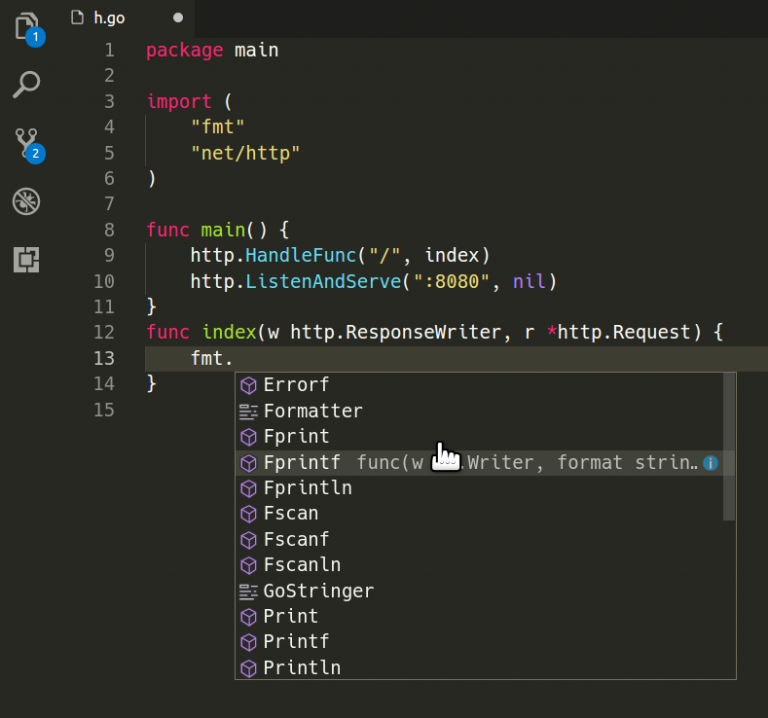 h.go
1
1 package main
2
3 import (
4 "fmt"
5 "net/http"
2
6 )
7
8 func main() {
9 http.HandleFunc("/", index)
10 http.ListenAndServe(":8080", nil)
11 }
12 func index(w http.ResponseWriter, r *http.Request) {
13 fmt.
14 }
Errorf
15
Formatter
Fprint
Fprintf func(w .Writer, format strin…
Fprintln
Fscan
Fscanf
Fscanln
GoStringer
Print
Printf
Println